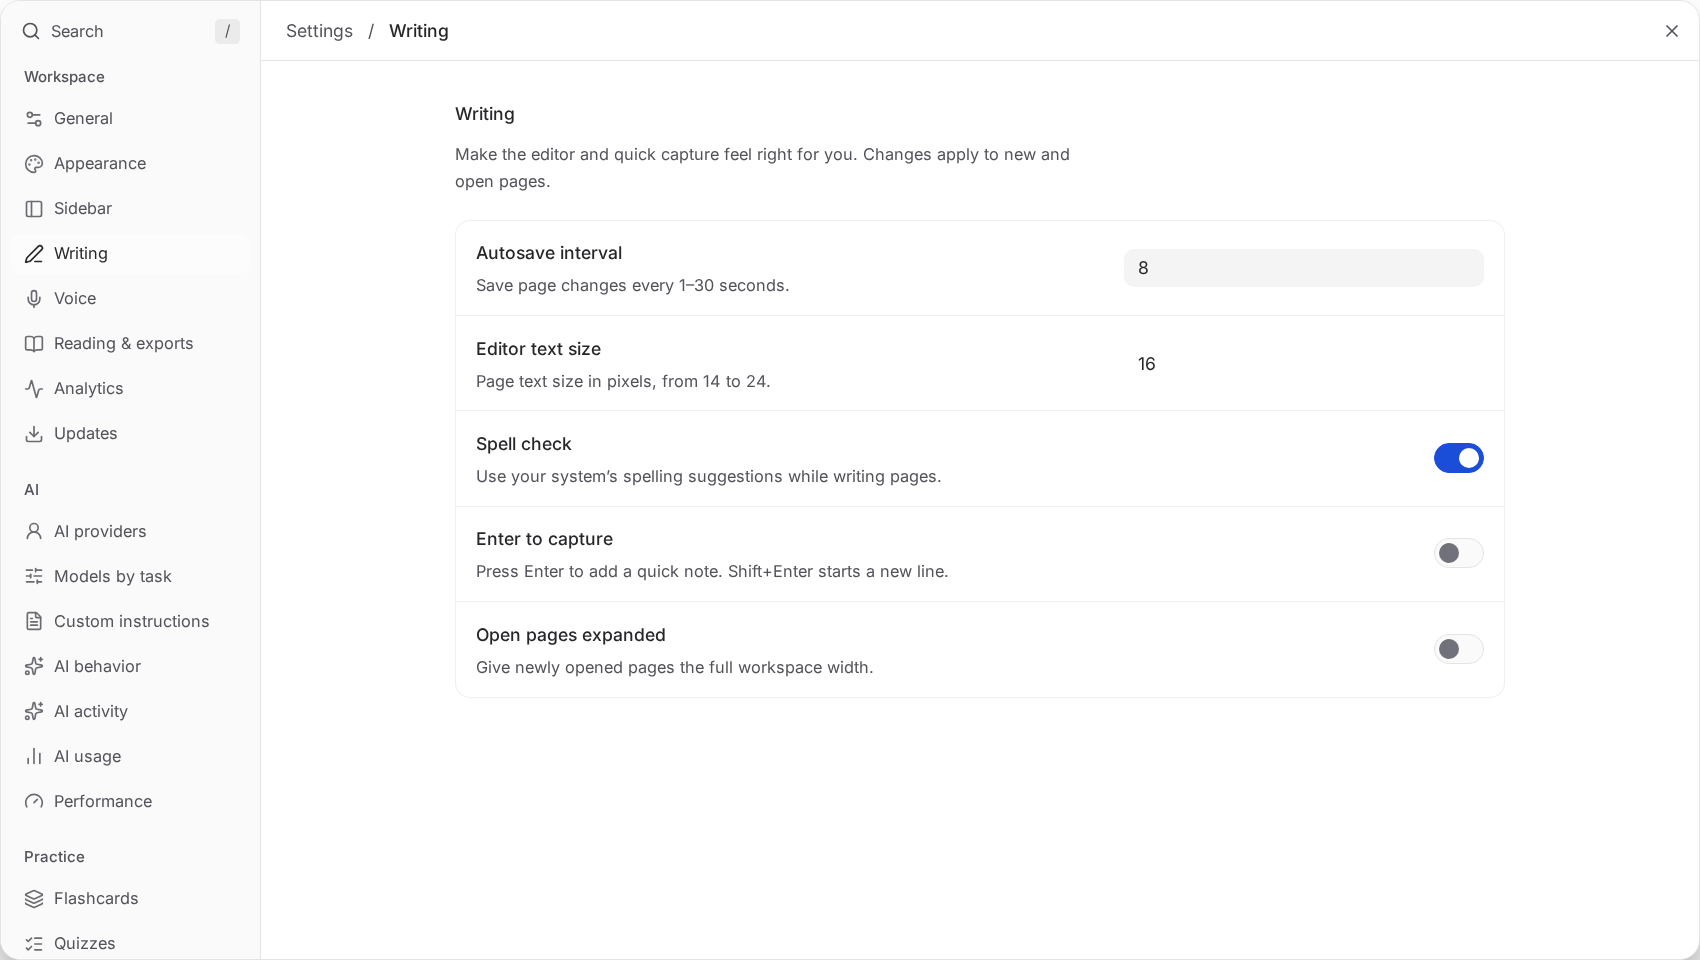 Search /
Workspace
General
Appearance
Sidebar
Writing
Voice
Reading & exports
Analytics
Updates
AI
AI providers
Models by task
Custom instructions
AI behavior
AI activity
AI usage
Performance
Practice
Flashcards
Quizzes
Settings / Writing
Writing
Make the editor and quick capture feel right for you. Changes apply to new and
open pages.
Autosave interval
Save page changes every 1–30 seconds.
8
Editor text size
Page text size in pixels, from 14 to 24.
16
Spell check
Use your system’s spelling suggestions while writing pages.
Enter to capture
Press Enter to add a quick note. Shift+Enter starts a new line.
Open pages expanded
Give newly opened pages the full workspace width.